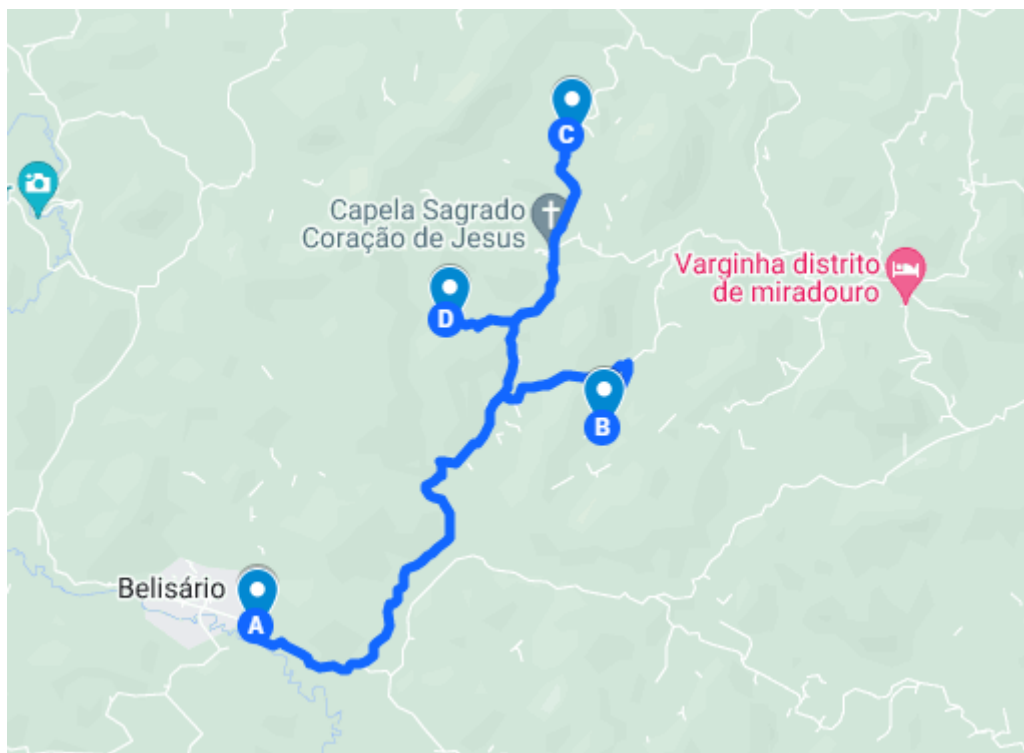 C
Capela Sagrado
Coração de Jesus
Varginha distrito
de miradouro
D
B
Belisário
A